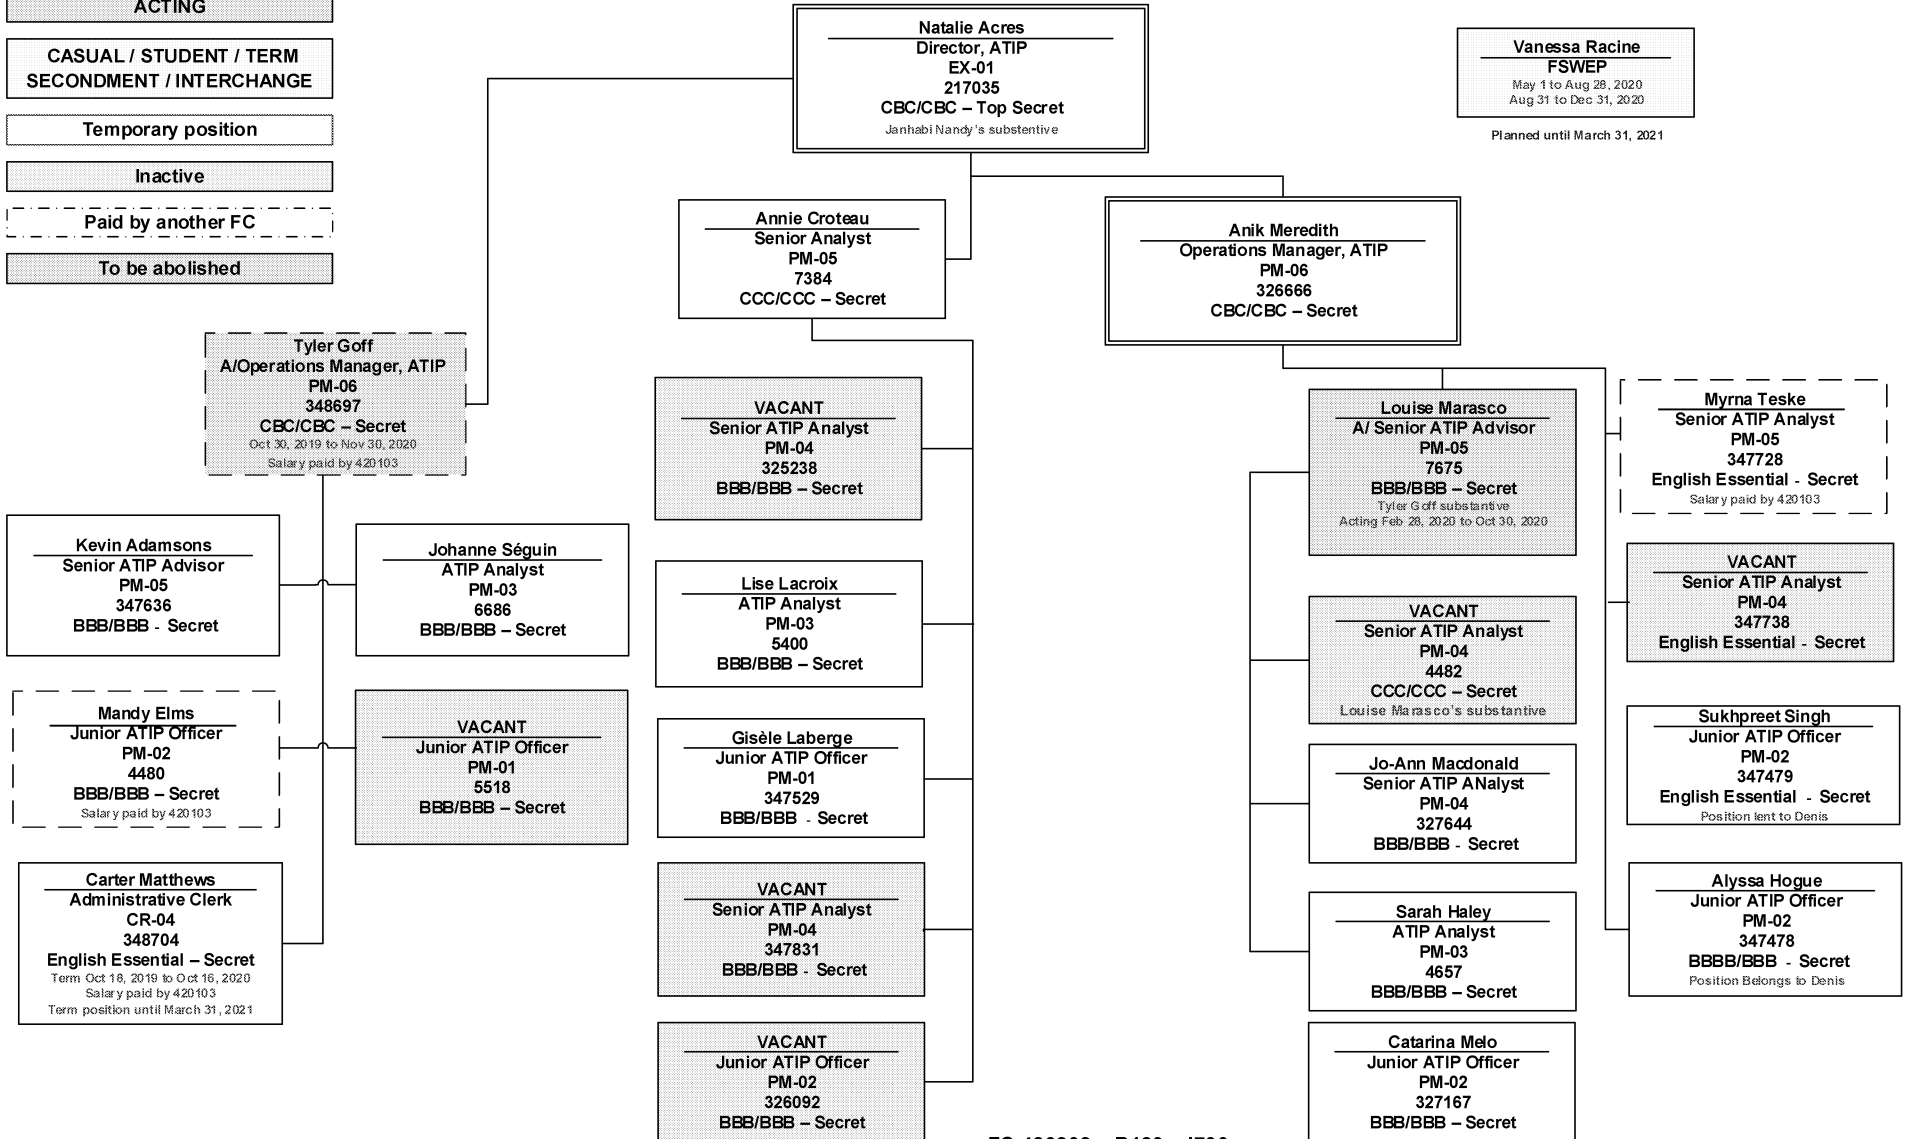 ACTING
CASUAL / STUDENT / TERM
SECONDMENT / INTERCHANGE
Temporary position
Inactive
Paid by another FC
To be abolished
Natalie Acres
Director, ATIP
EX-01
217035
CBC/CBC – Top Secret
Janhabi Nandy's substentive
Vanessa Racine
FSWEP
May 1 to Aug 28, 2020
Aug 31 to Dec 31, 2020
Planned until March 31, 2021
Annie Croteau
Senior Analyst
PM-05
7384
CCC/CCC – Secret
Anik Meredith
Operations Manager, ATIP
PM-06
326666
CBC/CBC – Secret
Tyler Goff
A/Operations Manager, ATIP
PM-06
348697
CBC/CBC – Secret
Oct 30, 2019 to Nov 30, 2020
Salary paid by 420103
Kevin Adamsons
Senior ATIP Advisor
PM-05
347636
BBB/BBB - Secret
Johanne Séguin
ATIP Analyst
PM-03
6686
BBB/BBB – Secret
Mandy Elms
Junior ATIP Officer
PM-02
4480
BBB/BBB – Secret
Salary paid by 420103
VACANT
Junior ATIP Officer
PM-01
5518
BBB/BBB – Secret
Carter Matthews
Administrative Clerk
CR-04
348704
English Essential – Secret
Term Oct 18, 2019 to Oct 16, 2020
Salary paid by 420103
Term position until March 31, 2021
VACANT
Senior ATIP Analyst
PM-04
325238
BBB/BBB – Secret
Lise Lacroix
ATIP Analyst
PM-03
5400
BBB/BBB – Secret
Gisèle Laberge
Junior ATIP Officer
PM-01
347529
BBB/BBB - Secret
VACANT
Senior ATIP Analyst
PM-04
347831
BBB/BBB - Secret
VACANT
Junior ATIP Officer
PM-02
326092
BBB/BBB – Secret
Louise Marasco
A/ Senior ATIP Advisor
PM-05
7675
BBB/BBB – Secret
Tyler Goff substantive
Acting Feb 28, 2020 to Oct 30, 2020
VACANT
Senior ATIP Analyst
PM-04
4482
CCC/CCC – Secret
Louise Marasco's substantive
Jo-Ann Macdonald
Senior ATIP ANalyst
PM-04
327644
BBB/BBB - Secret
Sarah Haley
ATIP Analyst
PM-03
4657
BBB/BBB – Secret
Catarina Melo
Junior ATIP Officer
PM-02
327167
BBB/BBB – Secret
Myrna Teske
Senior ATIP Analyst
PM-05
347728
English Essential - Secret
Salary paid by 420103
VACANT
Senior ATIP Analyst
PM-04
347738
English Essential - Secret
Sukhpreet Singh
Junior ATIP Officer
PM-02
347479
English Essential - Secret
Position lent to Denis
Alyssa Hogue
Junior ATIP Officer
PM-02
347478
BBBB/BBB - Secret
Position Belongs to Denis